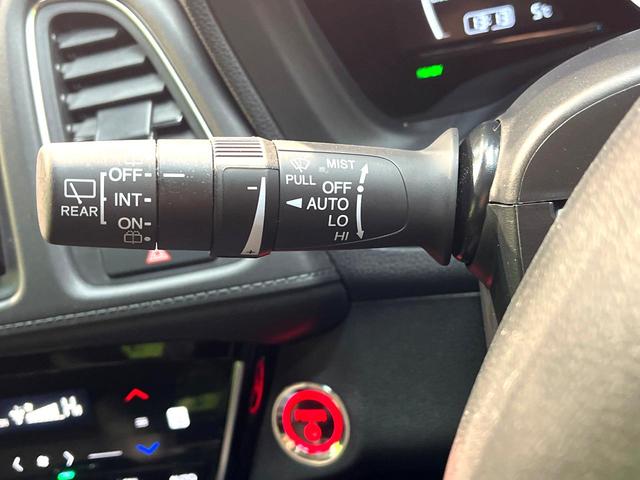 MIST
PULL
OFF
AUTO
LO
HI
OFF
INT
ON
REAR